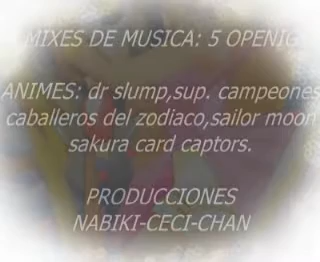 MIXES DE MUSICA: 5 OPENIG
ANIMES: dr slump,sup. campeones
caballeros del zodiaco,sailor moon
sakura card captors.
PRODUCCIONES
NABIKI-CECI-CHAN